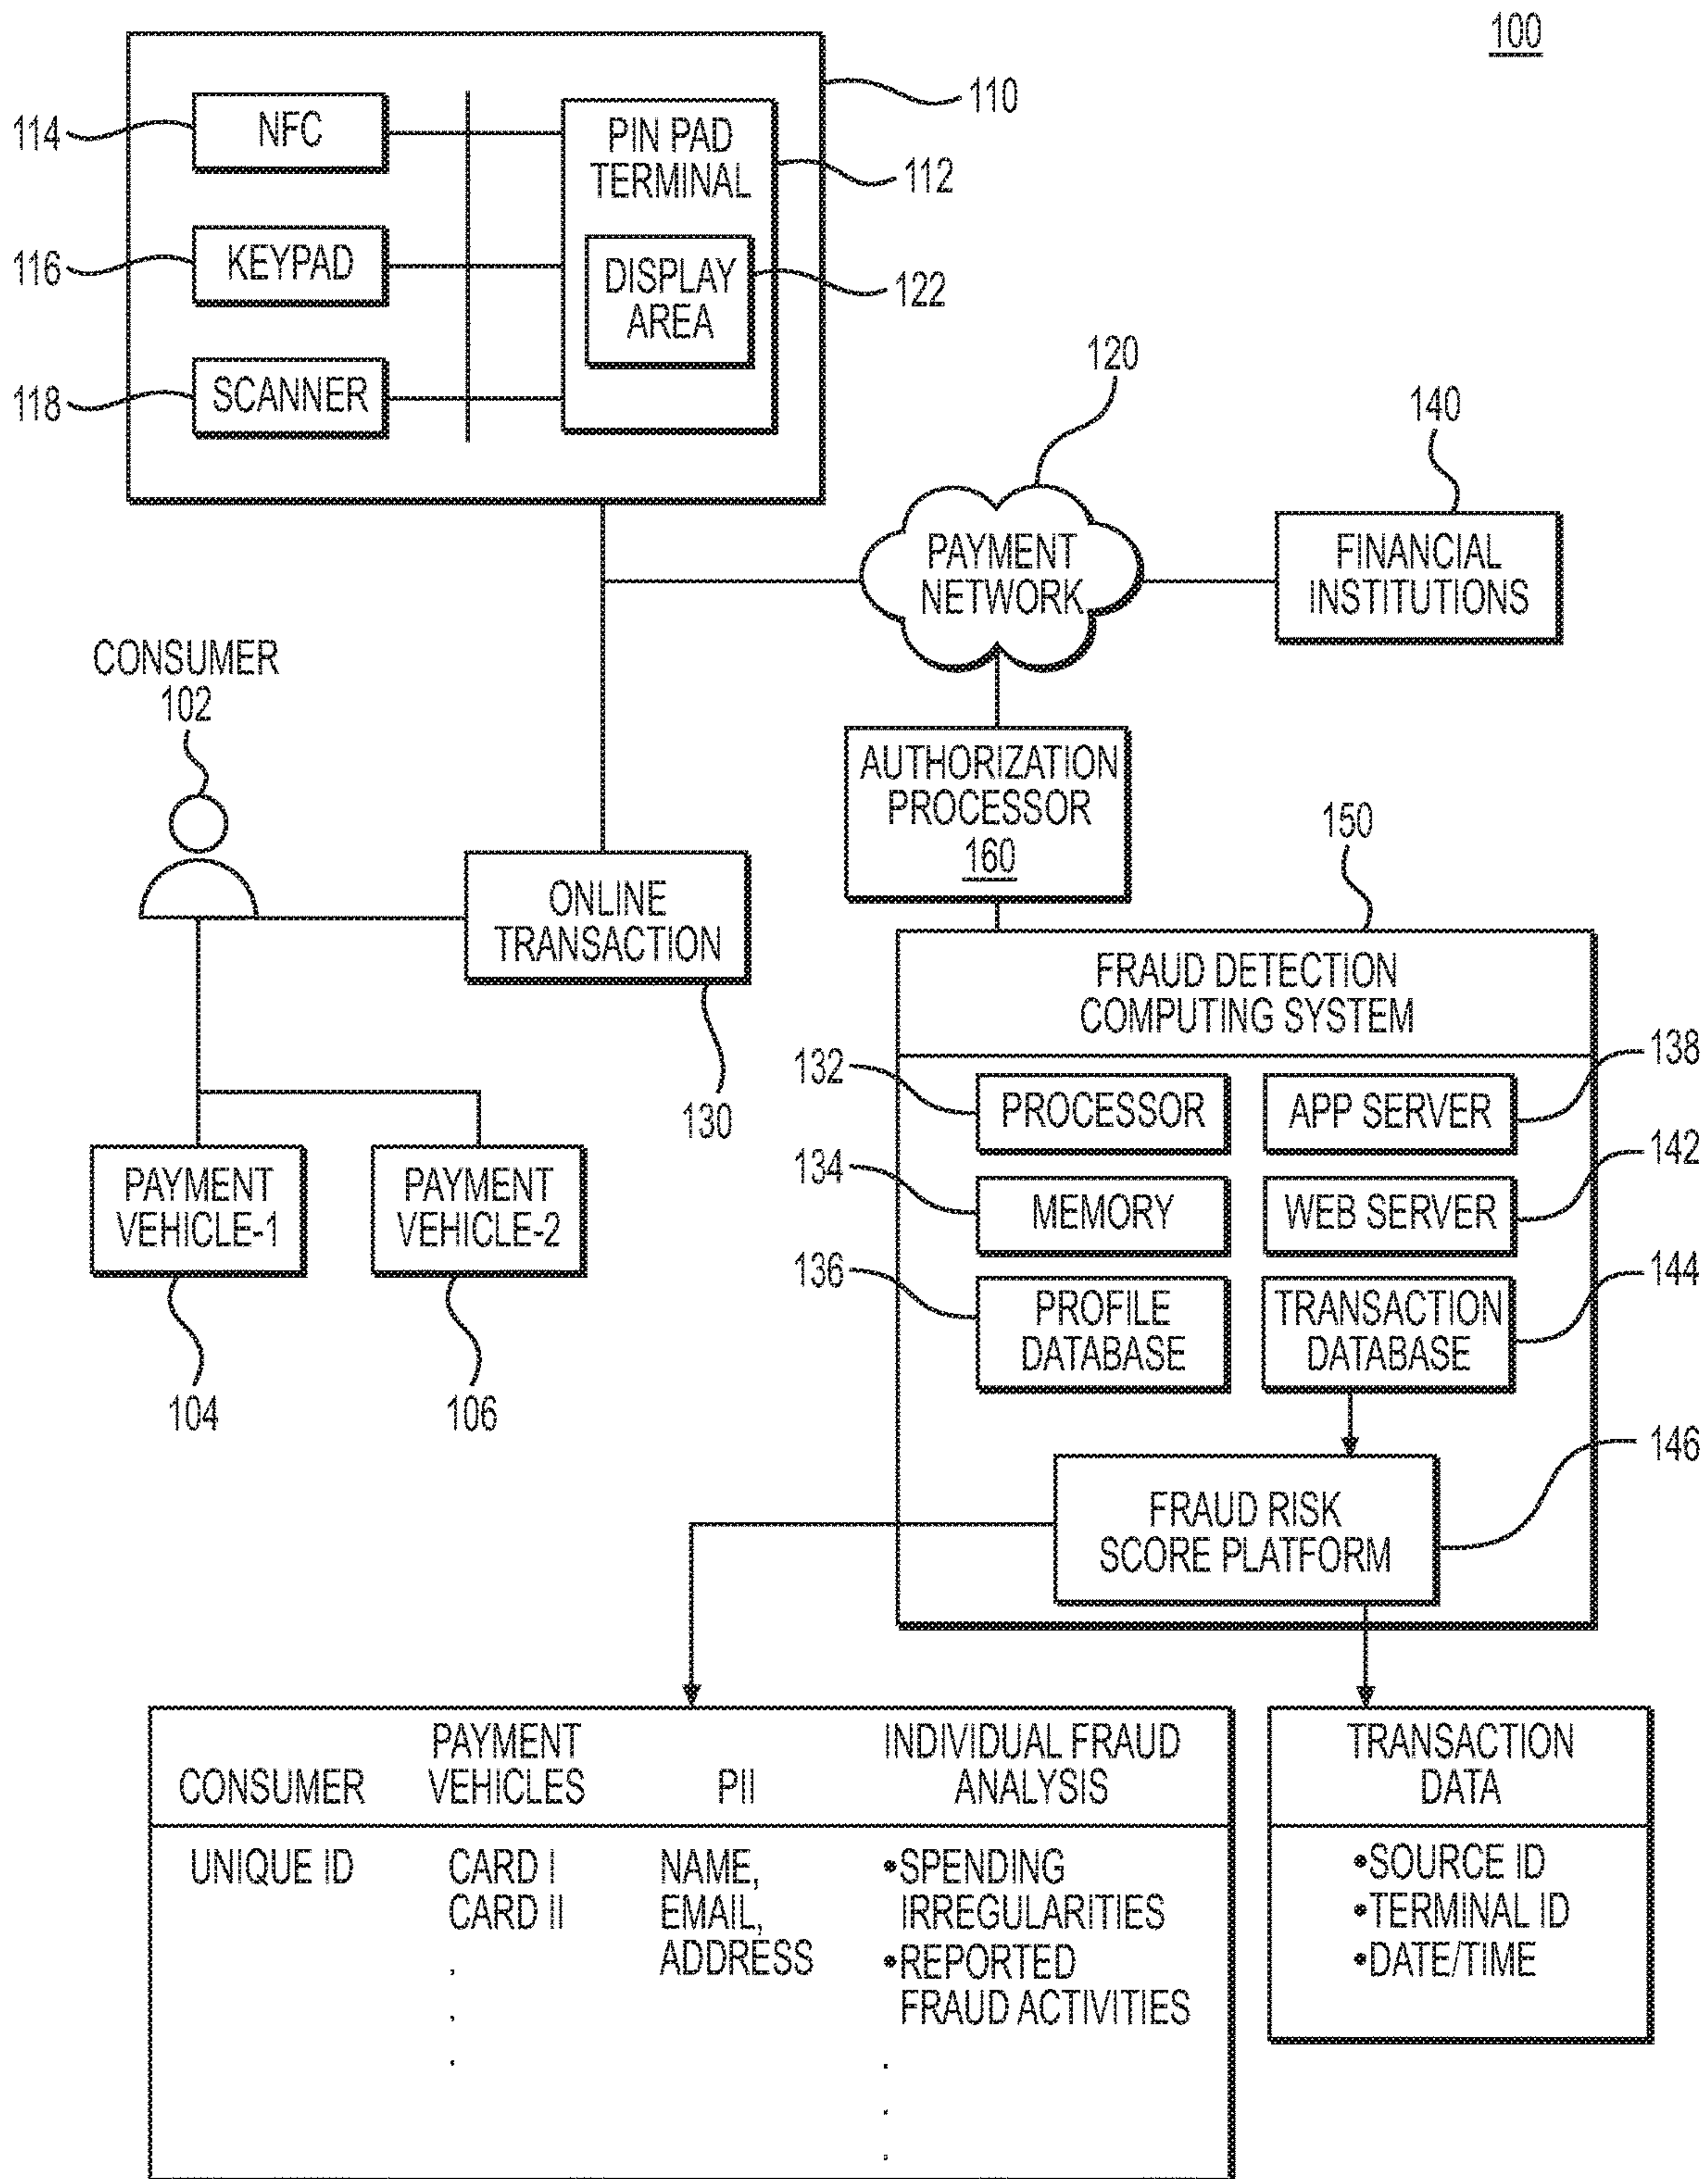 100
110
114
NFC
PIN PAD
TERMINAL
112
116
KEYPAD
DISPLAY
AREA
122
118
SCANNER
120
140
PAYMENT
NETWORK
FINANCIAL
INSTITUTIONS
CONSUMER
102
AUTHORIZATION
PROCESSOR
160
150
ONLINE
TRANSACTION
130
FRAUD DETECTION
COMPUTING SYSTEM
132
PROCESSOR
APP SERVER
138
134
MEMORY
WEB SERVER
142
136
PROFILE
DATABASE
TRANSACTION
DATABASE
144
PAYMENT
VEHICLE-1
PAYMENT
VEHICLE-2
104
106
146
FRAUD RISK
SCORE PLATFORM
CONSUMER
PAYMENT
VEHICLES
PII
INDIVIDUAL FRAUD
ANALYSIS
UNIQUE ID
CARD I
CARD II
NAME,
EMAIL,
ADDRESS
•SPENDING
IRREGULARITIES
•REPORTED
FRAUD ACTIVITIES
TRANSACTION
DATA
•SOURCE ID
•TERMINAL ID
•DATE/TIME